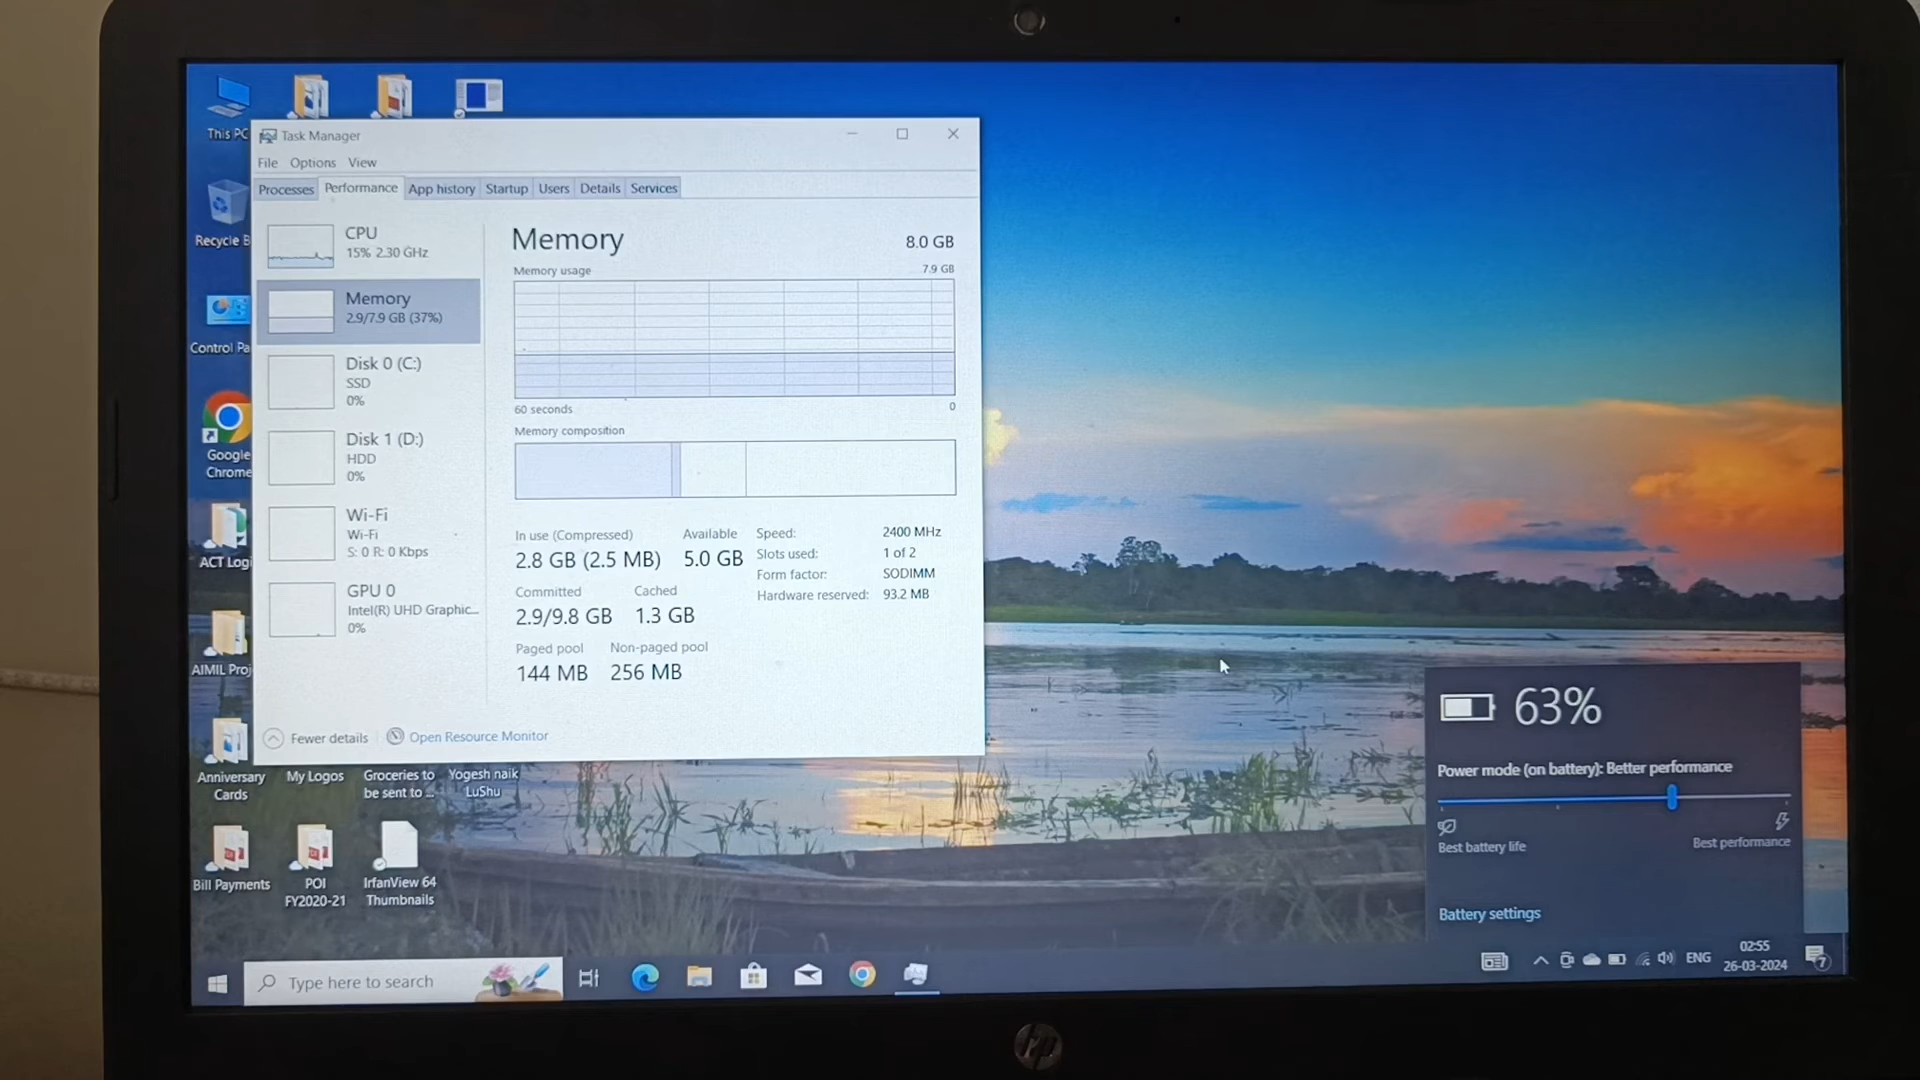 This PC
Recycle B
Control Pa
Google
Chrome
ACT Logi
AIMIL Proj
Task Manager
File Options View
Processes Performance App history Startup Users Details Services
CPU
15% 2.30 GHz
Memory
2.9/7.9 GB (37%)
Disk 0 (C:)
SSD
0%
Disk 1 (D:)
HDD
0%
Wi-Fi
Wi-Fi
S: 0 R: 0 Kbps
GPU 0
Intel(R) UHD Graphic...
0%
Memory 8.0 GB
Memory usage 7.9 GB
60 seconds 0
Memory composition
In use (Compressed) Available
2.8 GB (2.5 MB) 5.0 GB
Committed Cached
2.9/9.8 GB 1.3 GB
Paged pool Non-paged pool
144 MB 256 MB
Speed: 2400 MHz
Slots used: 1 of 2
Form factor: SODIMM
Hardware reserved: 93.2 MB
Fewer details Open Resource Monitor
Anniversary
Cards
My Logos
Groceries to
be sent to ...
Yogesh naik
LuShu
Bill Payments
POI
FY2020-21
IrfanView 64
Thumbnails
63%
Power mode (on battery): Better performance
Best battery life Best performance
Battery settings
Type here to search
ENG
02:55
26-03-2024
7
hp